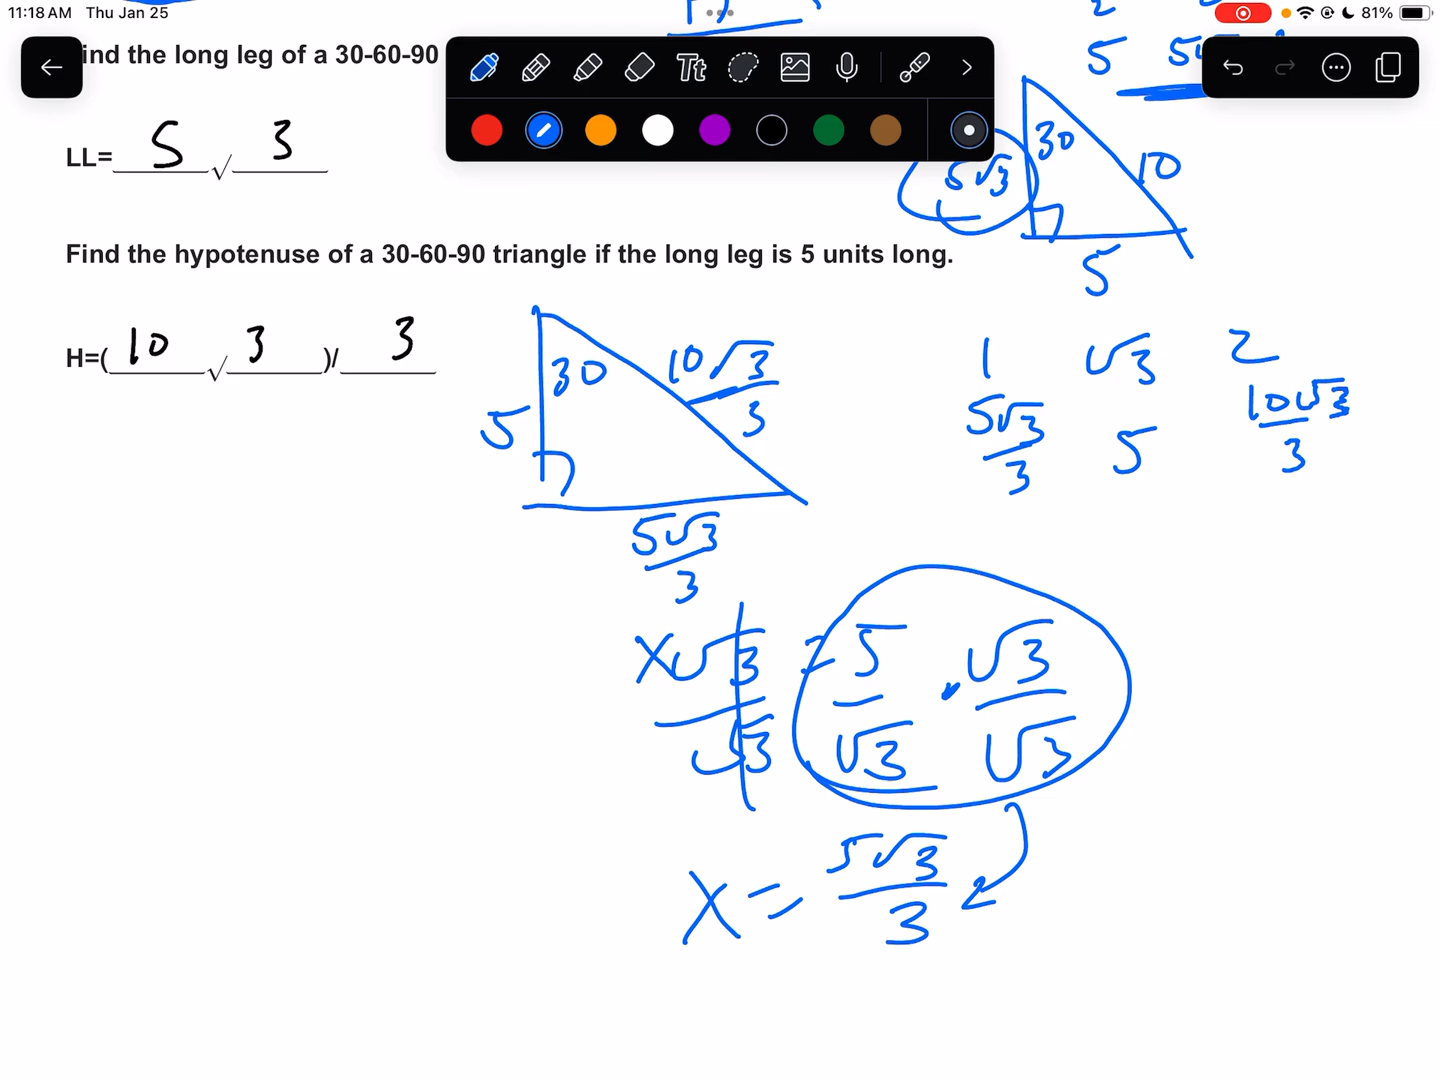 11:18 AM Thu Jan 25
81%
ind the long leg of a 30-60-90
Tt
5 5√
LL= 5 √ 3
30
5√3
10
5
Find the hypotenuse of a 30-60-90 triangle if the long leg is 5 units long.
H=( 10 √ 3 )/ 3
30
10√3
3
5
5√3
3
1 √3 2
5√3
3
5
10√3
3
x√3 = 5 · √3
√3 √3 √3
x = 5√3
3